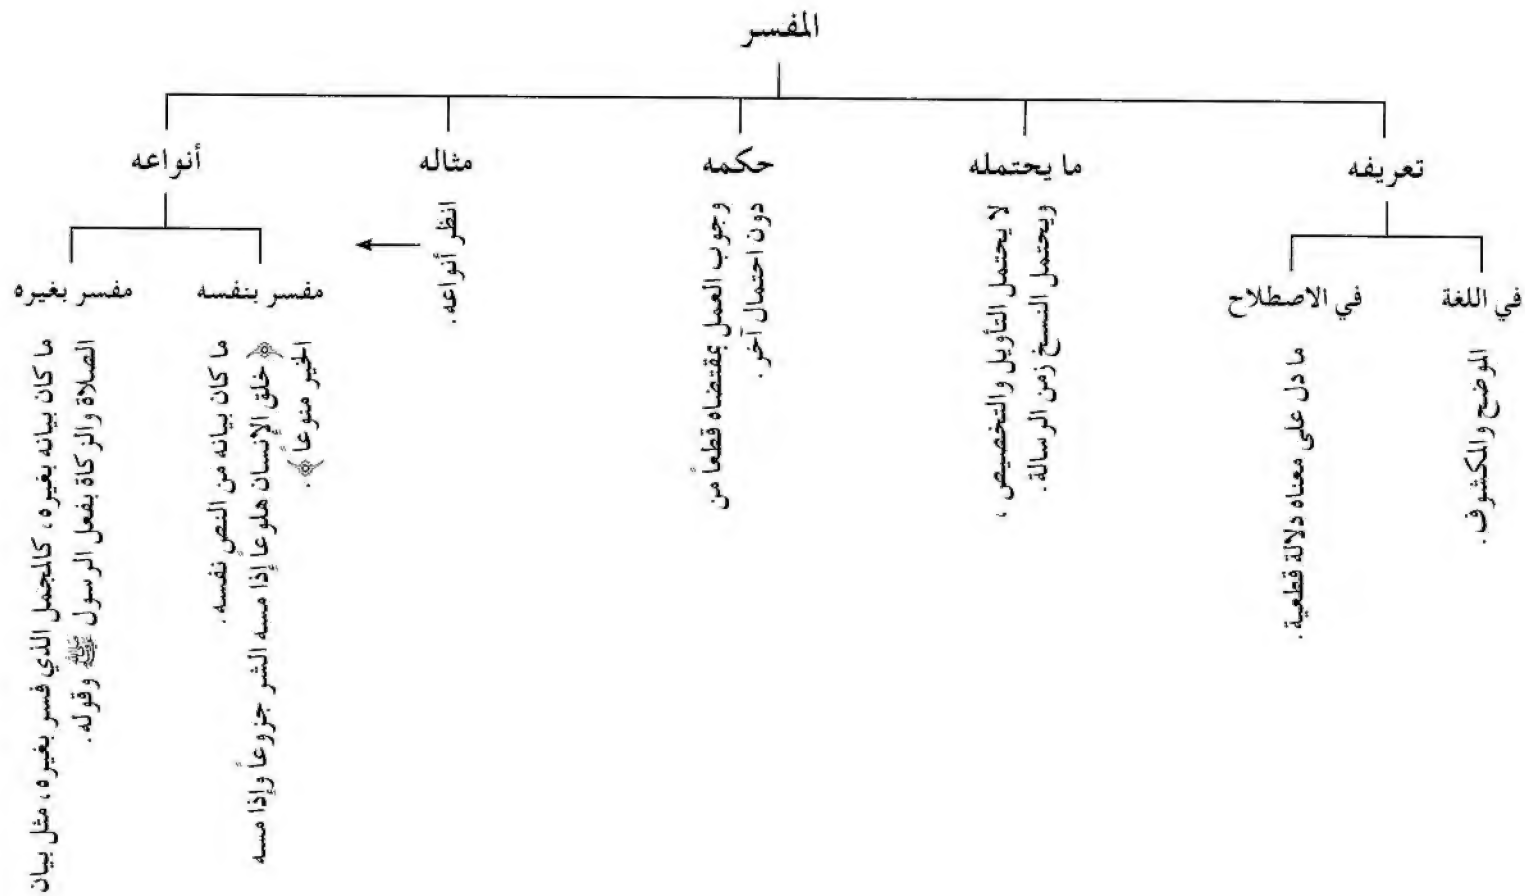 المفسر
تعريفه
في اللغة
الموضح والمكشوف.
في الاصطلاح
ما دل على معناه دلالة قطعية.
ما يحتمله
لا يحتمل التأويل والتخصيص،
ويحتمل النسخ زمن الرسالة.
حكمه
وجوب العمل بمقتضاه قطعاً من
دون احتمال آخر.
مثاله
انظر أنواعه.
أنواعه
مفسر بنفسه
ما كان بيانه من النص نفسه.
﴿خلق الإنسان هلوعاً إذا مسه الشر جزوعاً وإذا مسه
الخير منوعاً﴾.
مفسر بغيره
ما كان بيانه بغيره، كالمجمل الذي فسر بغيره، مثل بيان
الصلاة والزكاة بفعل الرسول ﷺ وقوله.